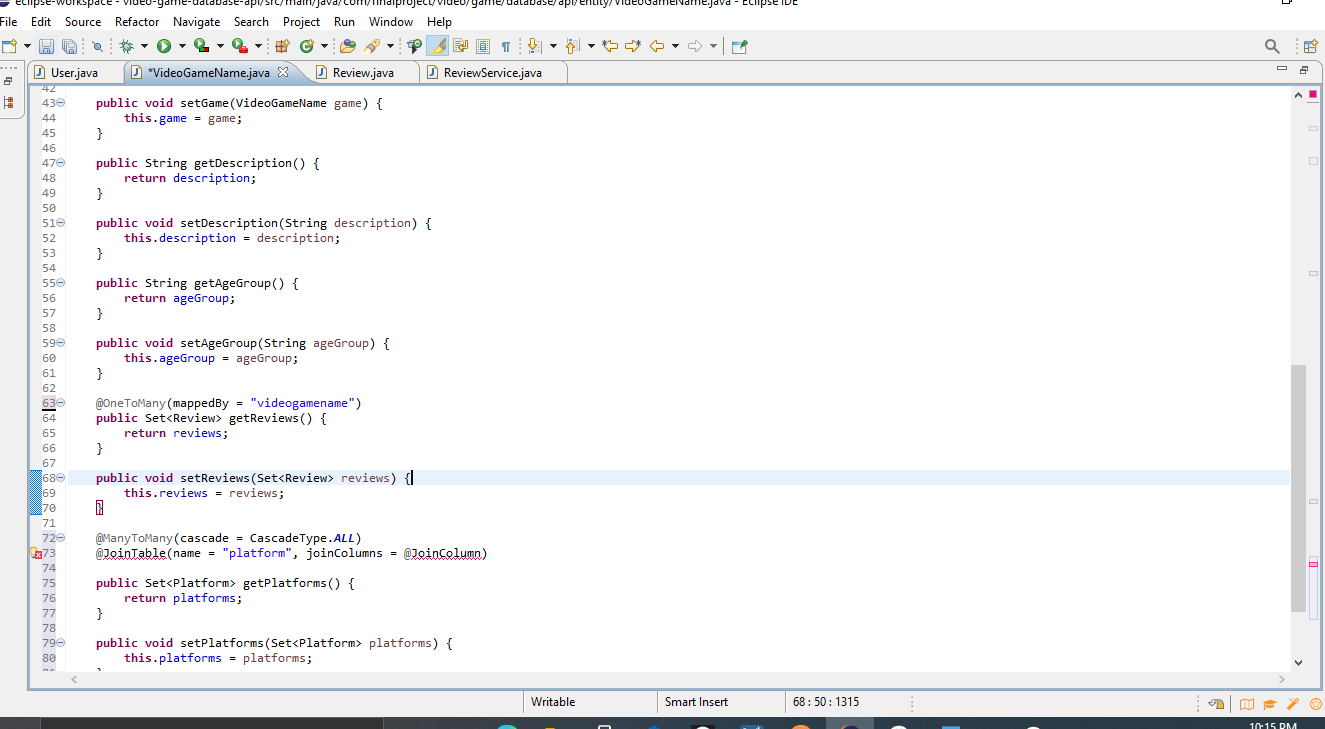 eclipse-workspace - video-game-database-api/src/main/java/com/finalproject/video/game/database/api/entity/VideoGameName.java - Eclipse IDE
File Edit Source Refactor Navigate Search Project Run Window Help
User.java *VideoGameName.java Review.java ReviewService.java
42
43 public void setGame(VideoGameName game) {
44 this.game = game;
45 }
46
47 public String getDescription() {
48 return description;
49 }
50
51 public void setDescription(String description) {
52 this.description = description;
53 }
54
55 public String getAgeGroup() {
56 return ageGroup;
57 }
58
59 public void setAgeGroup(String ageGroup) {
60 this.ageGroup = ageGroup;
61 }
62
63 @OneToMany(mappedBy = "videogamename")
64 public Set<Review> getReviews() {
65 return reviews;
66 }
67
68 public void setReviews(Set<Review> reviews) {
69 this.reviews = reviews;
70 }
71
72 @ManyToMany(cascade = CascadeType.ALL)
73 @JoinTable(name = "platform", joinColumns = @JoinColumn)
74
75 public Set<Platform> getPlatforms() {
76 return platforms;
77 }
78
79 public void setPlatforms(Set<Platform> platforms) {
80 this.platforms = platforms;
81 }
Writable Smart Insert 68 : 50 : 1315
10:15 PM